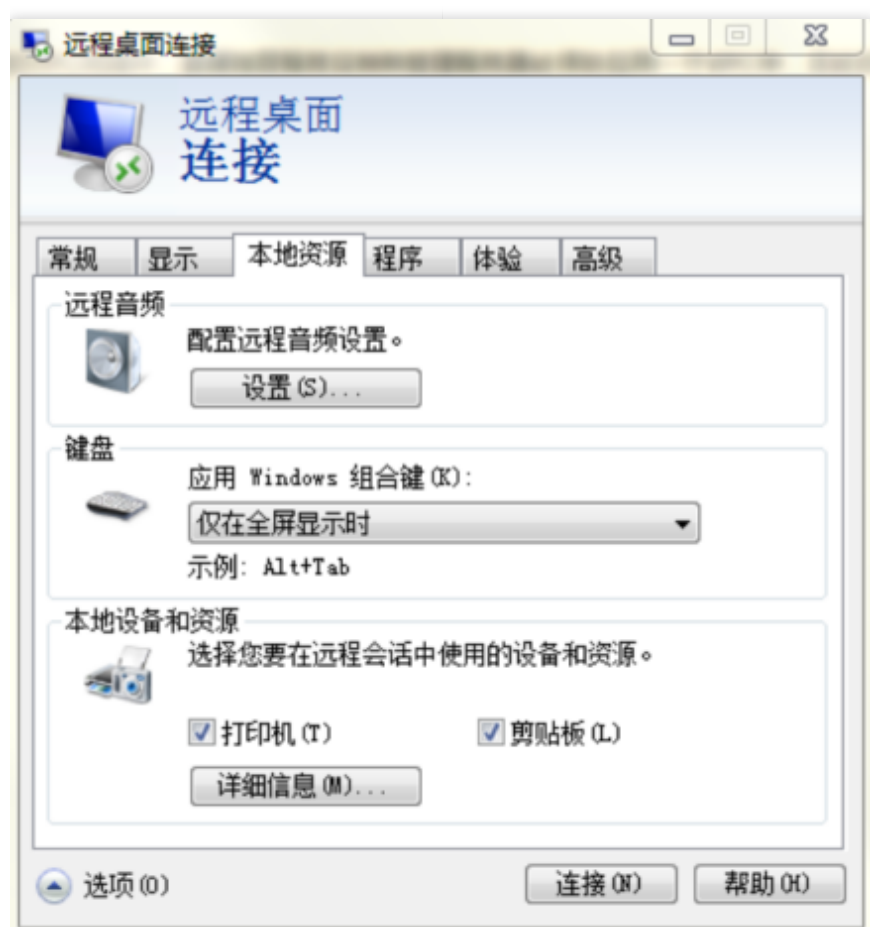 远程桌面连接
远程桌面
连接
常规 显示 本地资源 程序 体验 高级
远程音频
配置远程音频设置。
设置(S)...
键盘
应用 Windows 组合键(K):
仅在全屏显示时
示例: Alt+Tab
本地设备和资源
选择您要在远程会话中使用的设备和资源。
打印机(T) 剪贴板(L)
详细信息(M)...
选项(O) 连接(N) 帮助(H)